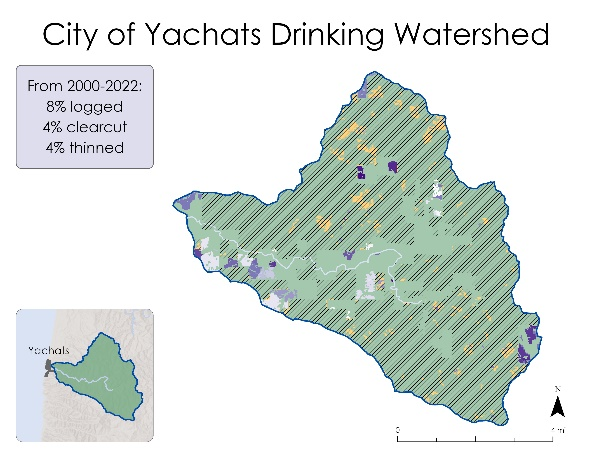 City of Yachats Drinking Watershed
From 2000-2022:
8% logged
4% clearcut
4% thinned
Yachats
N
0